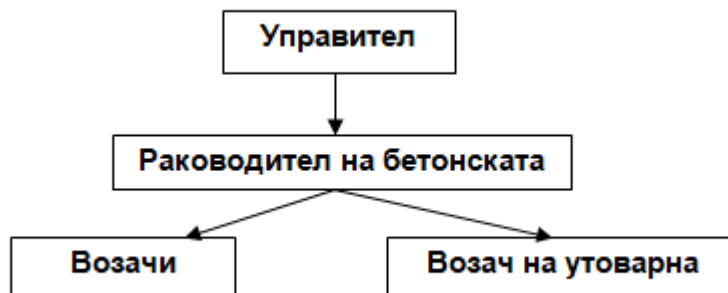 Управител
Раководител на бетонската
Возачи
Возач на утоварна